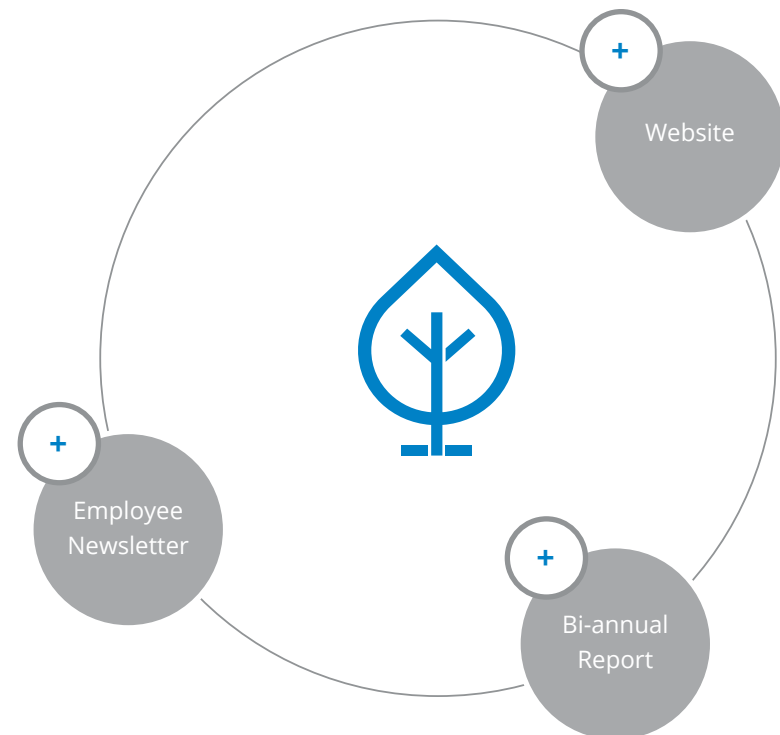 +
Website
+
Employee
Newsletter
+
Bi-annual
Report